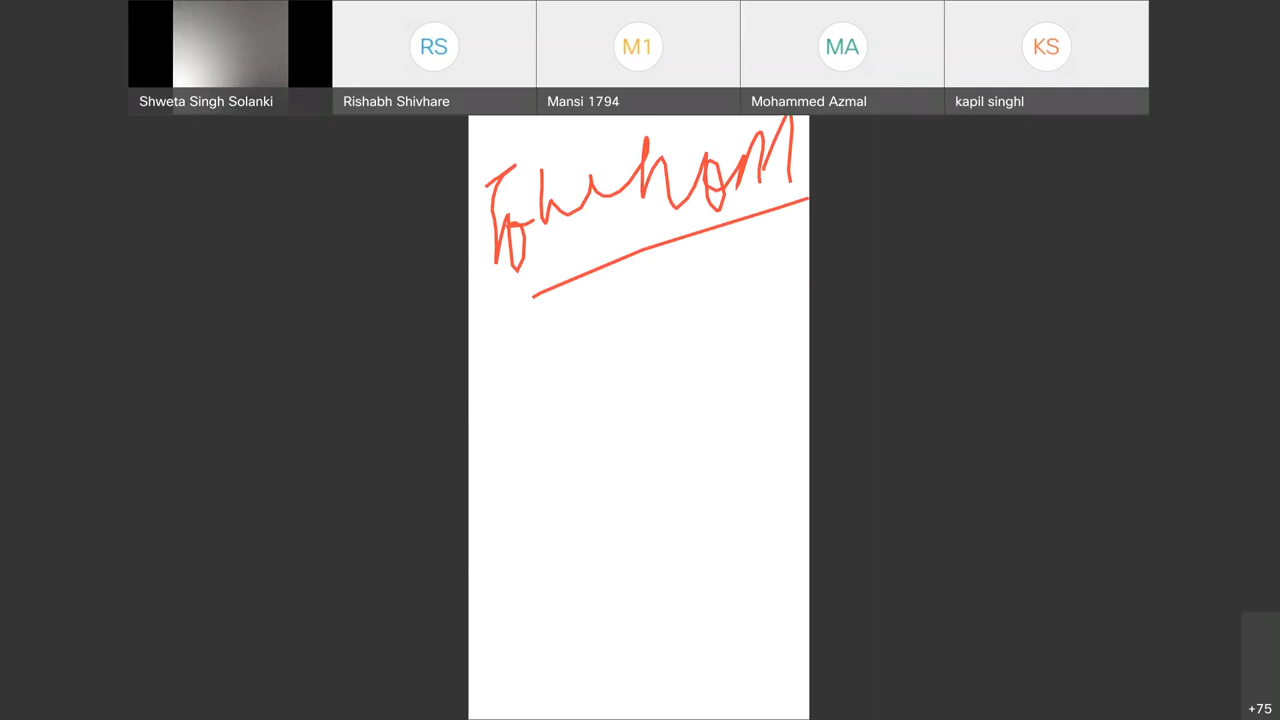 Shweta Singh Solanki
RS
Rishabh Shivhare
M1
Mansi 1794
MA
Mohammed Azmal
KS
kapil singhl
+75